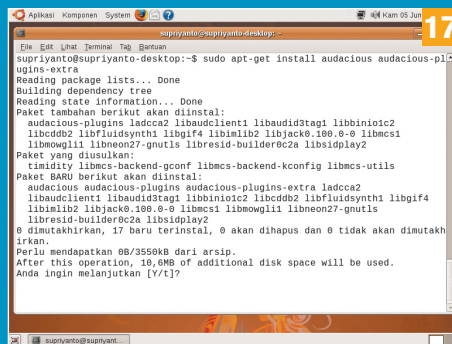 Aplikasi Komponen System Kam 05 Jun
17
supriyanto@supriyanto-desktop: ~
File Edit Lihat Terminal Tab Bantuan
supriyanto@supriyanto-desktop:~$ sudo apt-get install audacious audacious-pl
ugins-extra
Reading package lists... Done
Building dependency tree
Reading state information... Done
Paket tambahan berikut akan diinstal:
audacious-plugins ladcca2 libaudclient1 libaudid3tag1 libbinio1c2
libcddb2 libfluidsynth1 libgif4 libimlib2 libjack0.100.0-0 libmcs1
libmowgli1 libneon27-gnutls libresid-builder0c2a libsidplay2
Paket yang diusulkan:
timidity libmcs-backend-gconf libmcs-backend-kconfig libmcs-utils
Paket BARU berikut akan diinstal:
audacious audacious-plugins audacious-plugins-extra ladcca2
libaudclient1 libaudid3tag1 libbinio1c2 libcddb2 libfluidsynth1 libgif4
libimlib2 libjack0.100.0-0 libmcs1 libmowgli1 libneon27-gnutls
libresid-builder0c2a libsidplay2
0 dimutakhirkan, 17 baru terinstal, 0 akan dihapus dan 0 tidak akan dimutakh
irkan.
Perlu mendapatkan 0B/3550kB dari arsip.
After this operation, 10,6MB of additional disk space will be used.
Anda ingin melanjutkan [Y/t]?
supriyanto@supriyant...